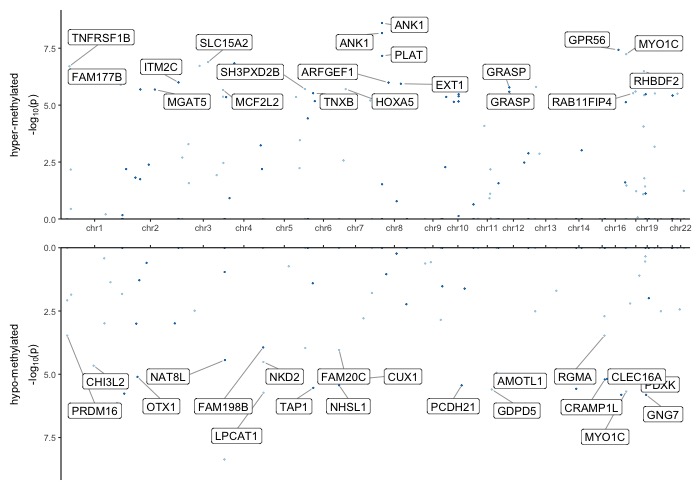 ANK1
TNFRSF1B
SLC15A2
GPR56
MYO1C
ANK1
PLAT
7.5
ITM2C
SH3PXD2B
ARFGEF1
GRASP
FAM177B
EXT1
RHBDF2
hyper-methylated
-log10(p)
5.0
MGAT5
MCF2L2
TNXB
HOXA5
GRASP
RAB11FIP4
2.5
0.0
chr1
chr2
chr3
chr4
chr5
chr6
chr7
chr8
chr9
chr10
chr11
chr12
chr13
chr14
chr16
chr19
chr22
0.0
2.5
hypo-methylated
-log10(p)
5.0
CHI3L2
NAT8L
NKD2
FAM20C
CUX1
AMOTL1
RGMA
CLEC16A
PDXK
PRDM16
OTX1
FAM198B
TAP1
NHSL1
PCDH21
GDPD5
CRAMP1L
GNG7
LPCAT1
MYO1C
7.5